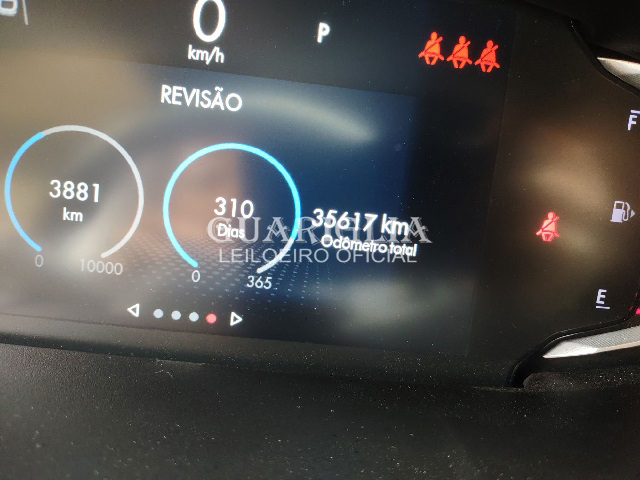 0
km/h
P
REVISÃO
3881
km
0
10000
310
Dias
0
365
35617 km
Odômetro total
GUARIGLIA
LEILOEIRO OFICIAL
F
E